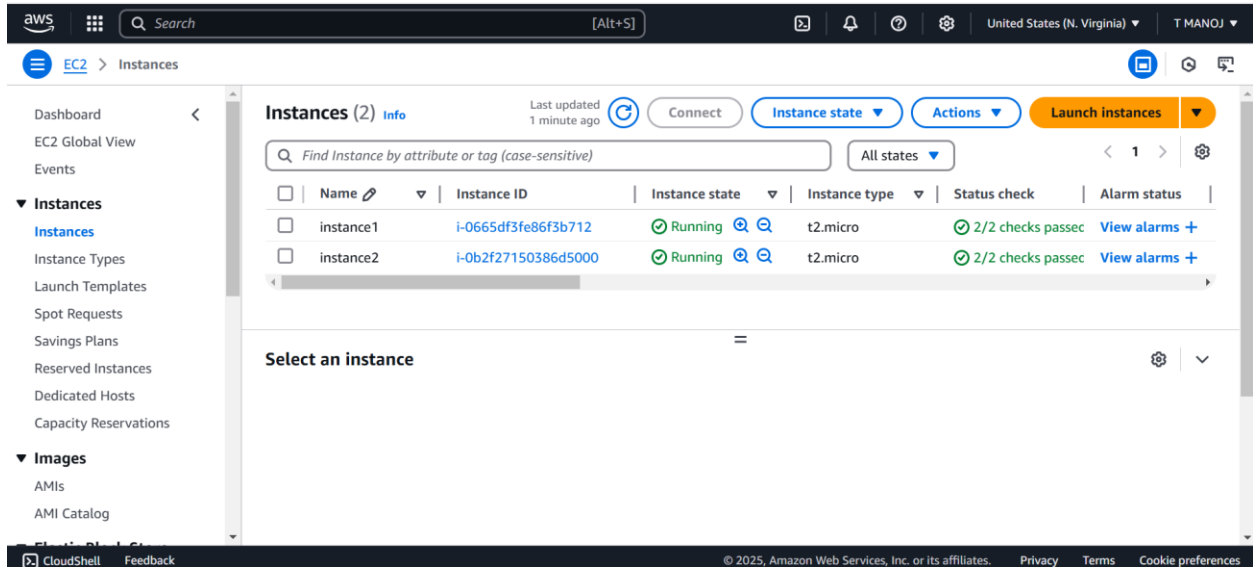 aws Search [Alt+S] United States (N. Virginia) T MANOJ
EC2 > Instances
Dashboard
EC2 Global View
Events
Instances
Instances
Instance Types
Launch Templates
Spot Requests
Savings Plans
Reserved Instances
Dedicated Hosts
Capacity Reservations
Images
AMIs
AMI Catalog
Instances (2) Info
Last updated
1 minute ago
Connect Instance state Actions Launch instances
Find Instance by attribute or tag (case-sensitive) All states 1
Name Instance ID Instance state Instance type Status check Alarm status
instance1 i-0665df3fe86f3b712 Running t2.micro 2/2 checks passec View alarms +
instance2 i-0b2f27150386d5000 Running t2.micro 2/2 checks passec View alarms +
Select an instance
CloudShell Feedback © 2025, Amazon Web Services, Inc. or its affiliates. Privacy Terms Cookie preferences